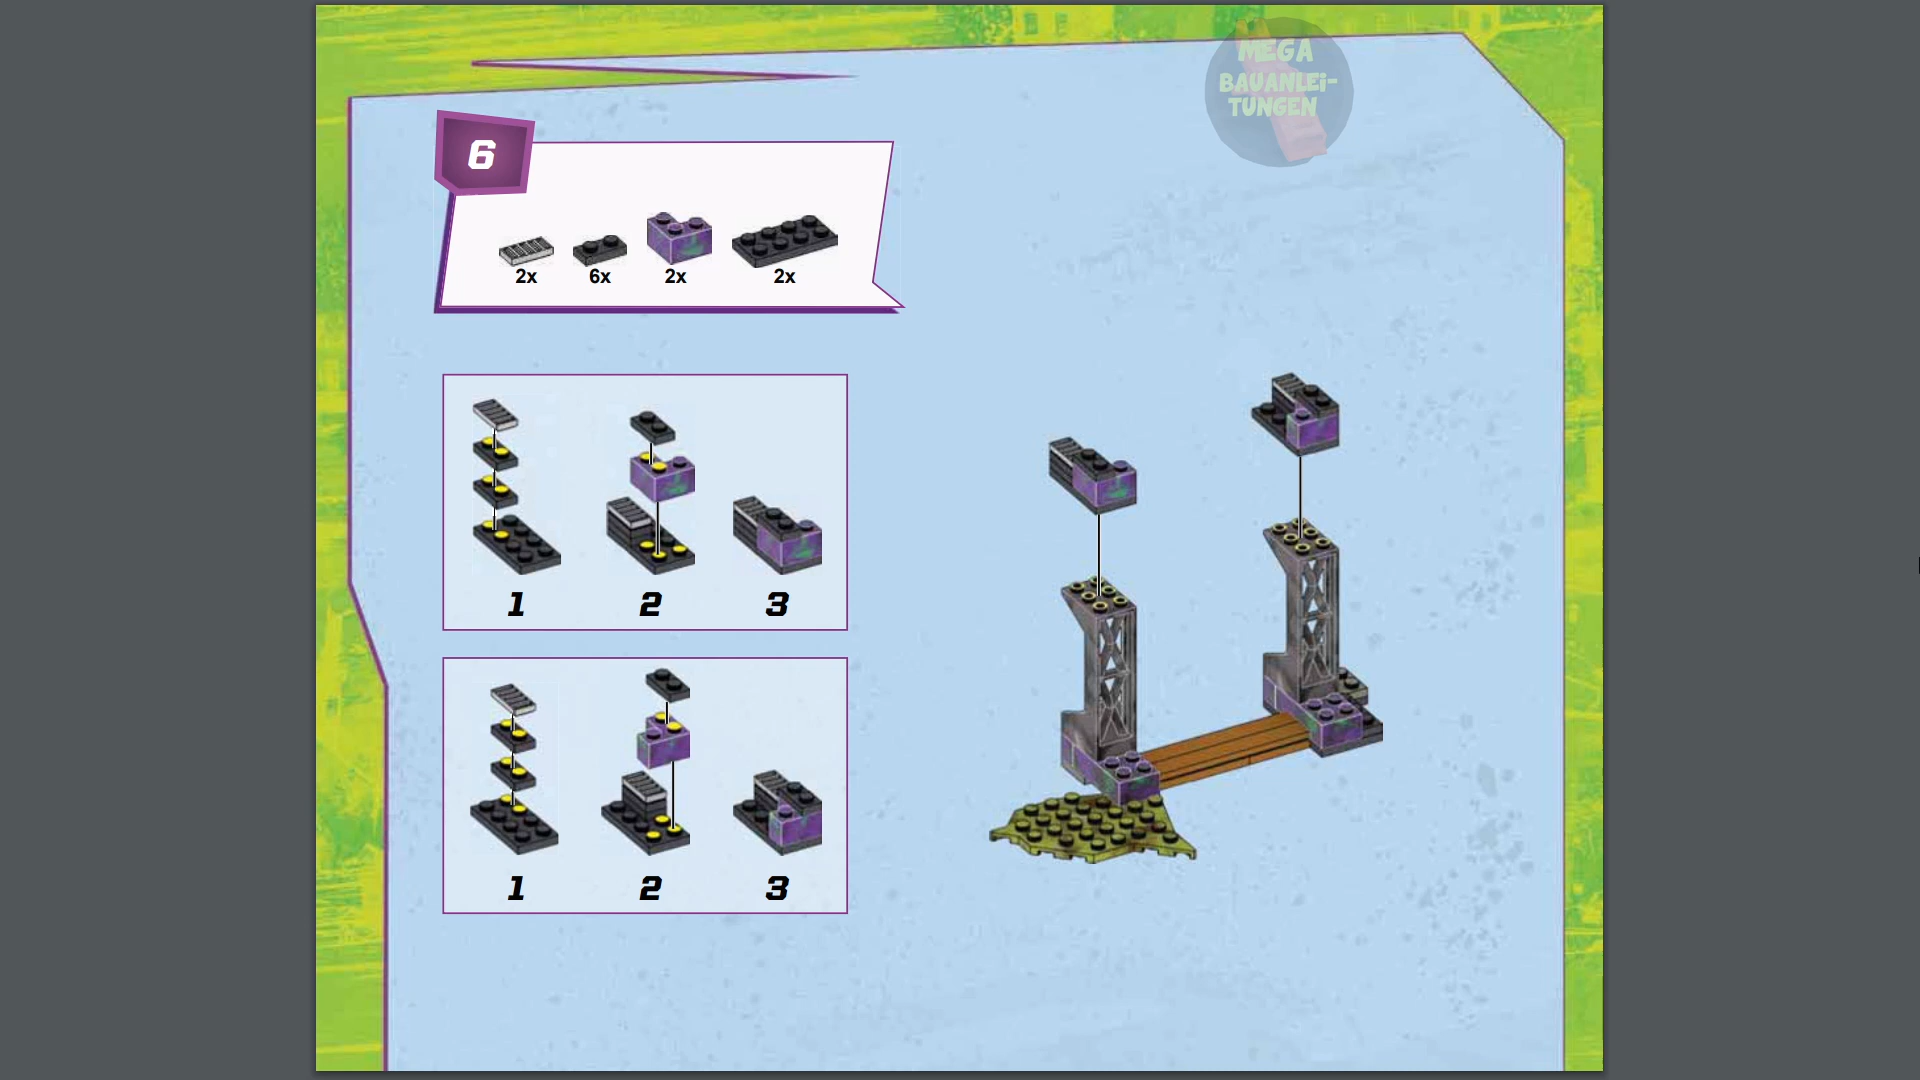 MEGA
BAUANLEI-
TUNGEN
6
2x 6x 2x 2x
1 2 3
1 2 3